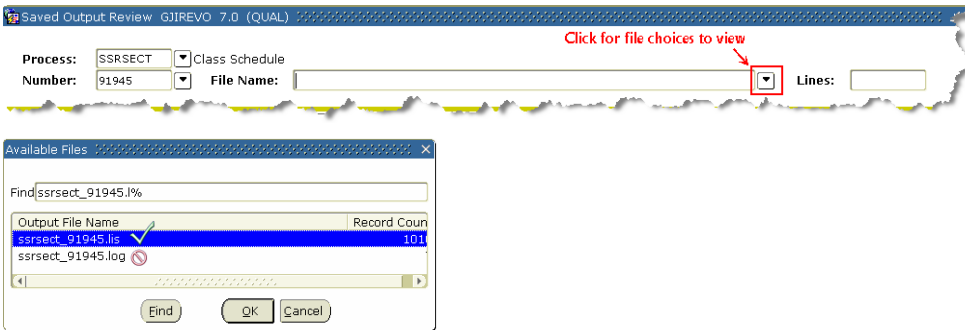 Saved Output Review GJIREVO 7.0 (QUAL)
Click for file choices to view
Process: SSRSECT Class Schedule
Number: 91945 File Name: Lines:
Available Files
Find ssrsect_91945.l%
Output File Name Record Coun
ssrsect_91945.lis 101
ssrsect_91945.log
Find OK Cancel